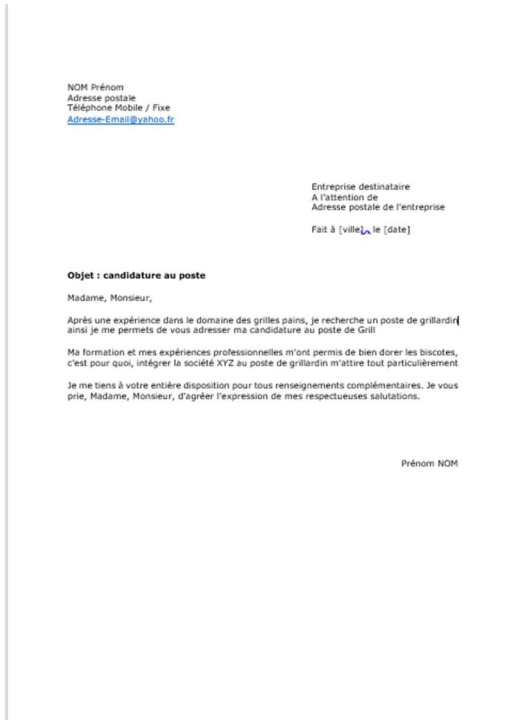 NOM Prénom
Adresse postale
Téléphone Mobile / Fixe
Adresse-Email@yahoo.fr
Entreprise destinataire
A l'attention de
Adresse postale de l'entreprise
Fait à [ville], le [date]
Objet : candidature au poste
Madame, Monsieur,
Après une expérience dans le domaine des grilles pains, je recherche un poste de grillardin
ainsi je me permets de vous adresser ma candidature au poste de Grill
Ma formation et mes expériences professionnelles m'ont permis de bien dorer les biscotes,
c'est pour quoi, intégrer la société XYZ au poste de grillardin m'attire tout particulièrement
Je me tiens à votre entière disposition pour tous renseignements complémentaires. Je vous
prie, Madame, Monsieur, d'agréer l'expression de mes respectueuses salutations.
Prénom NOM